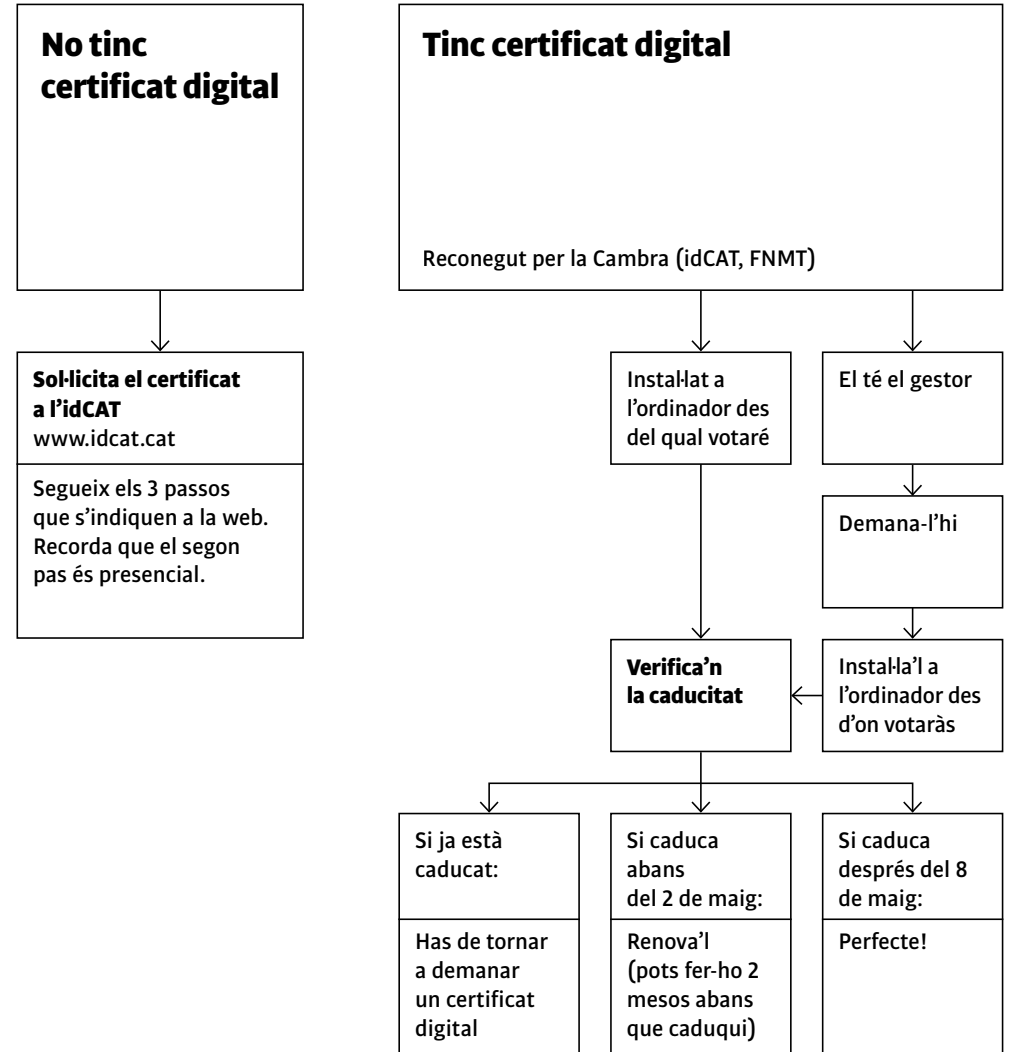 No tinc
certificat digital
Tinc certificat digital
Reconegut per la Cambra (idCAT, FNMT)
Sol·licita el certificat
a l’idCAT
www.idcat.cat
Segueix els 3 passos
que s’indiquen a la web.
Recorda que el segon
pas és presencial.
Instal·lat a
l’ordinador des
del qual votaré
El té el gestor
Demana-l’hi
Verifica’n
la caducitat
Instal·la’l a
l’ordinador des
d’on votaràs
Si ja està
caducat:
Has de tornar
a demanar
un certificat
digital
Si caduca
abans
del 2 de maig:
Renova’l
(pots fer-ho 2
mesos abans
que caduqui)
Si caduca
després del 8
de maig:
Perfecte!